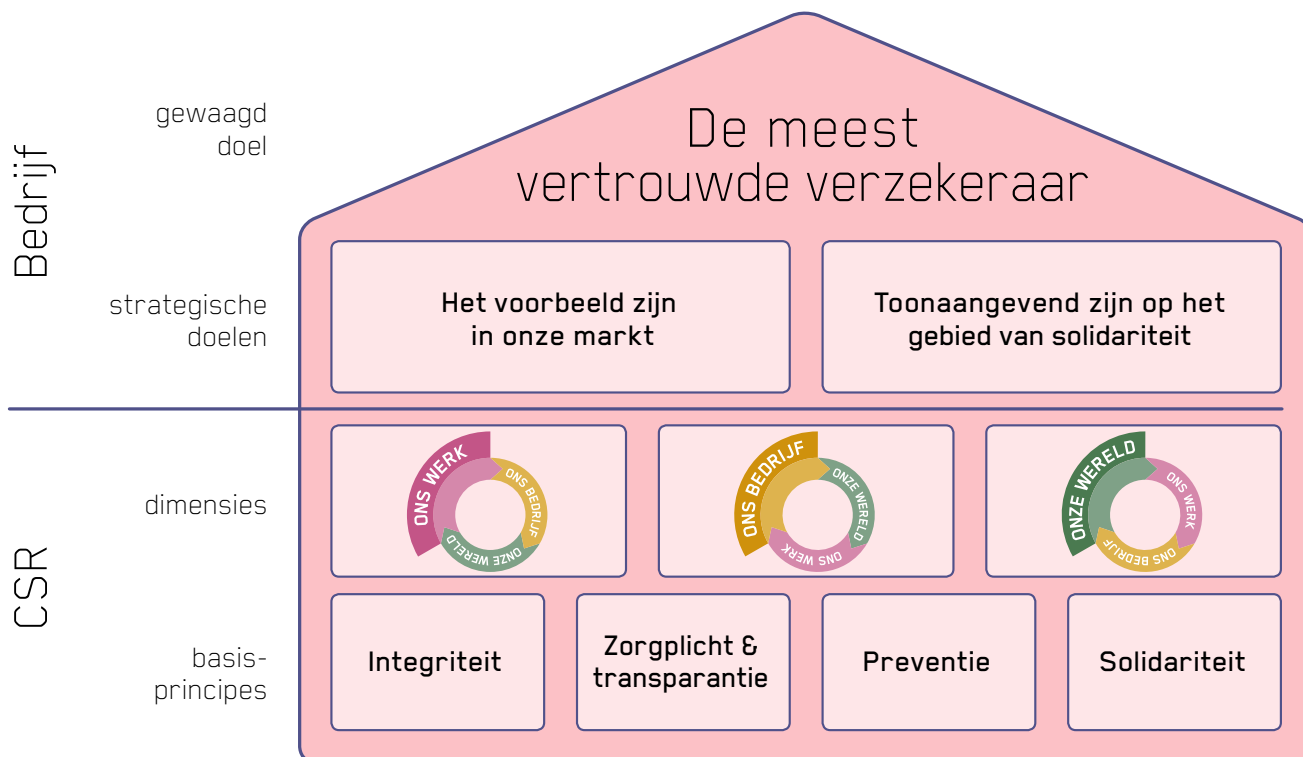 Bedrijf
gewaagd
doel
De meest
vertrouwde verzekeraar
strategische
doelen
Het voorbeeld zijn
in onze markt
Toonaangevend zijn op het
gebied van solidariteit
CSR
dimensies
ONS WERK
ONS BEDRIJF
ONZE WERELD
ONS BEDRIJF
ONZE WERELD
ONS WERK
ONZE WERELD
ONS WERK
ONS BEDRIJF
basis-
principes
Integriteit
Zorgplicht &
transparantie
Preventie
Solidariteit